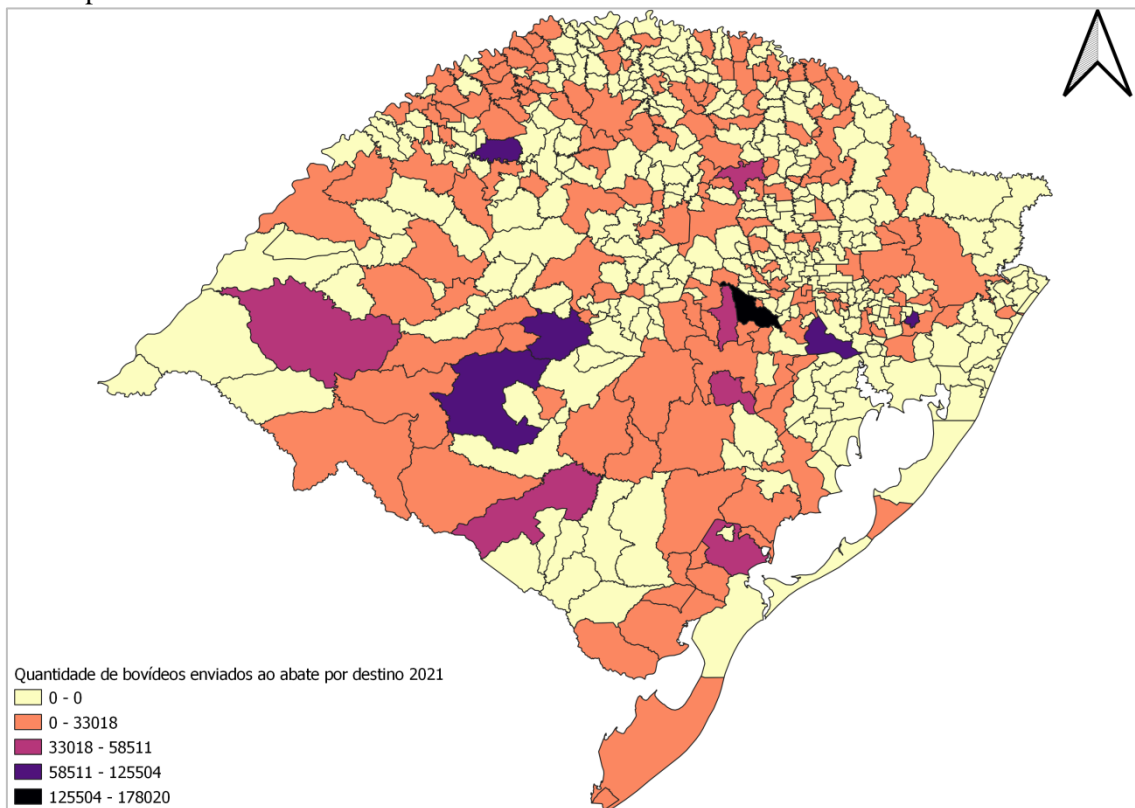 Quantidade de bovídeos enviados ao abate por destino 2021
0 - 0
0 - 33018
33018 - 58511
58511 - 125504
125504 - 178020